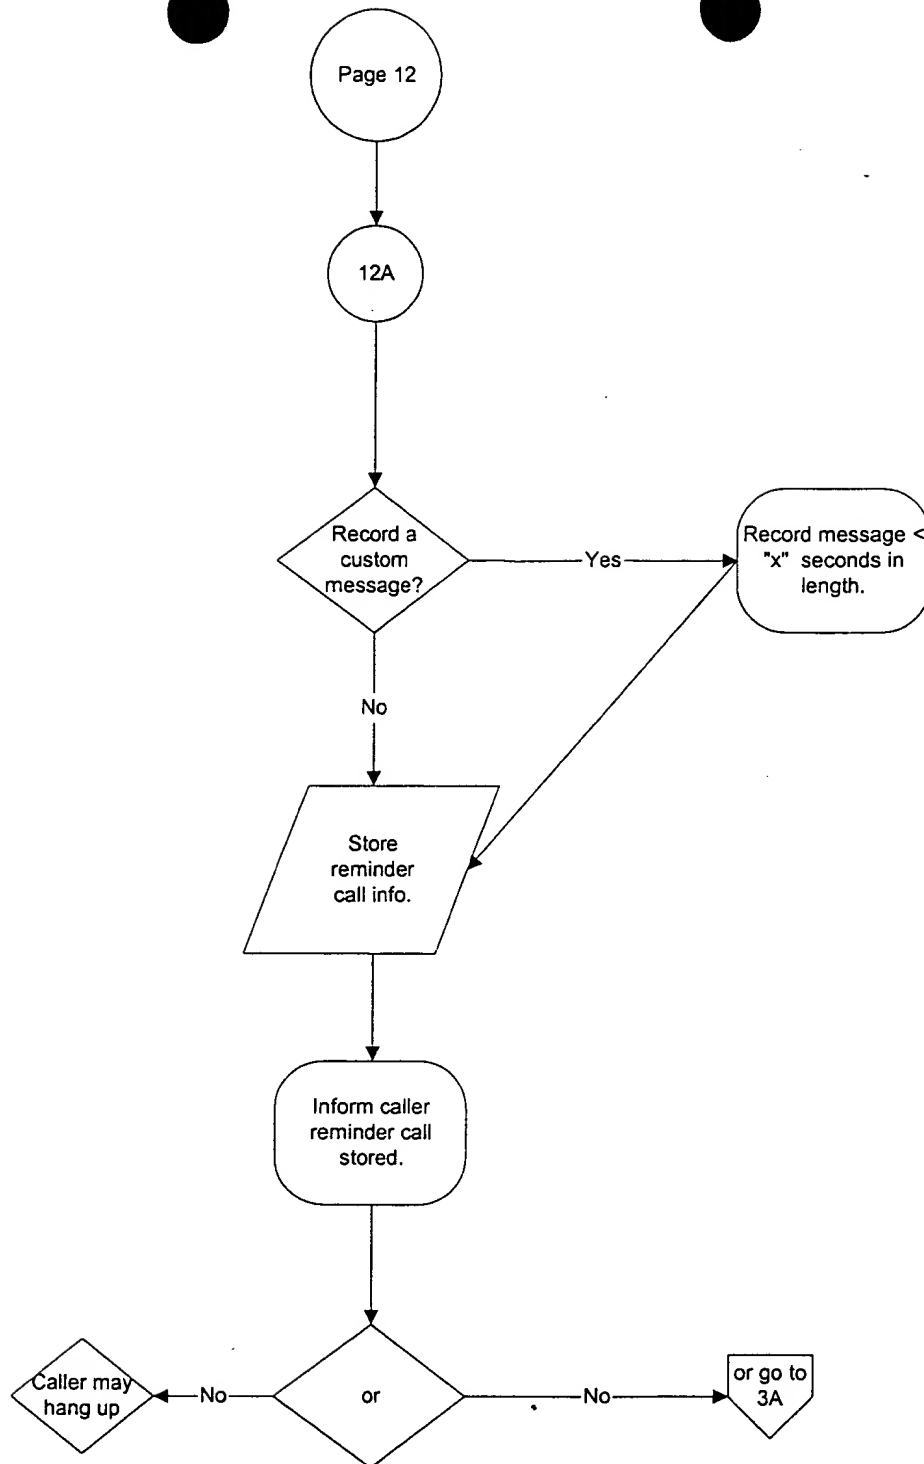 Page 12
12A
Record a
custom
message?
Yes
Record message <
"x" seconds in
length.
No
Store
reminder
call info.
Inform caller
reminder call
stored.
Caller may
hang up
No
or
No
or go to
3A